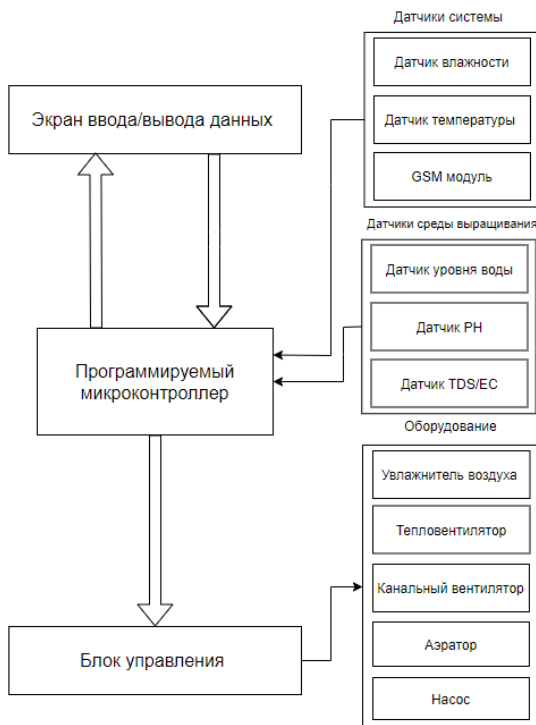 Датчики системы
Датчик влажности
Датчик температуры
GSM модуль
Экран ввода/вывода данных
Датчики среды выращивания
Датчик уровня воды
Датчик PH
Датчик TDS/EC
Программируемый
микроконтроллер
Оборудование
Увлажнитель воздуха
Тепловентилятор
Канальный вентилятор
Аэратор
Насос
Блок управления